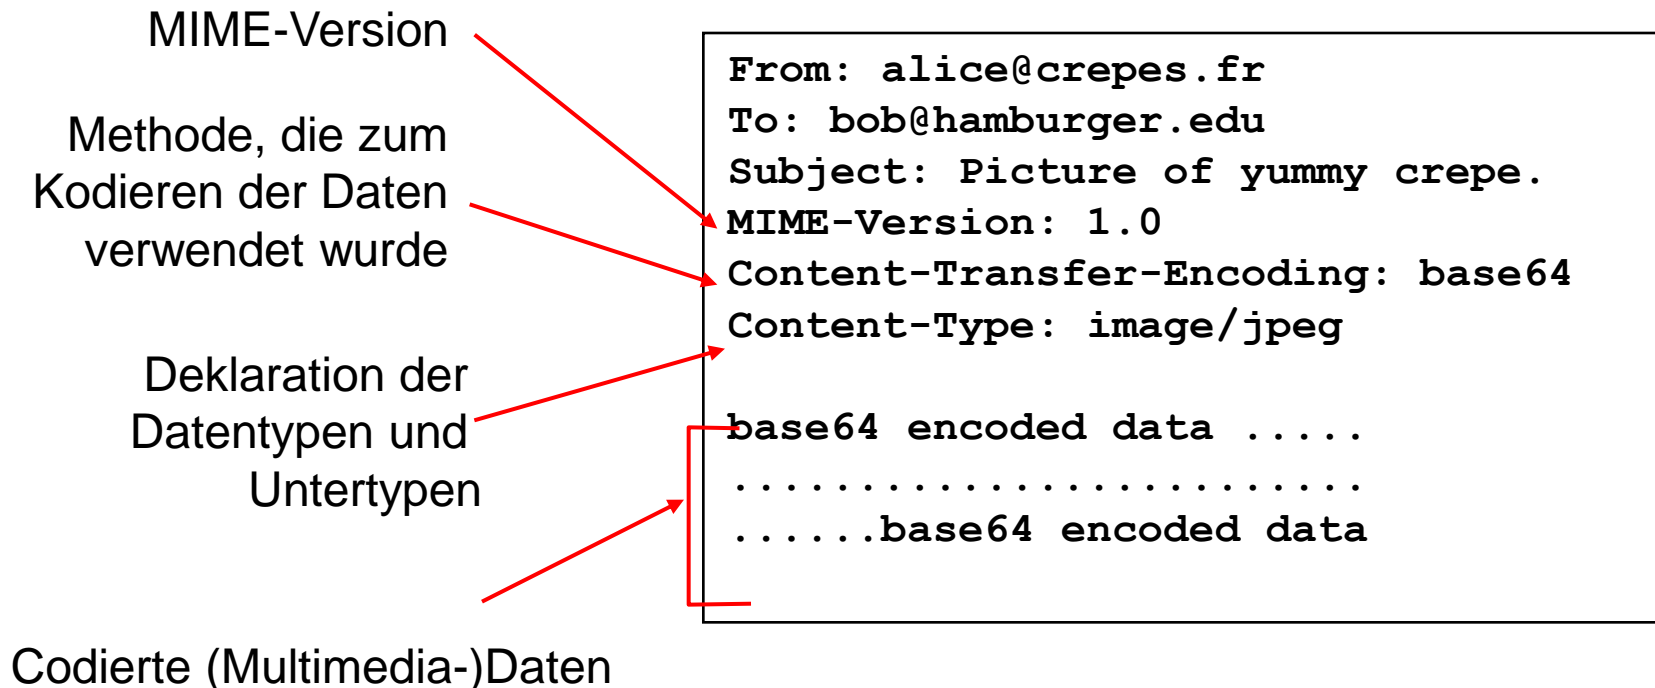 MIME-Version
Methode, die zum
Kodieren der Daten
verwendet wurde
Deklaration der
Datentypen und
Untertypen
Codierte (Multimedia-)Daten
From: alice@crepes.fr
To: bob@hamburger.edu
Subject: Picture of yummy crepe.
MIME-Version: 1.0
Content-Transfer-Encoding: base64
Content-Type: image/jpeg
base64 encoded data .....
.........................
......base64 encoded data